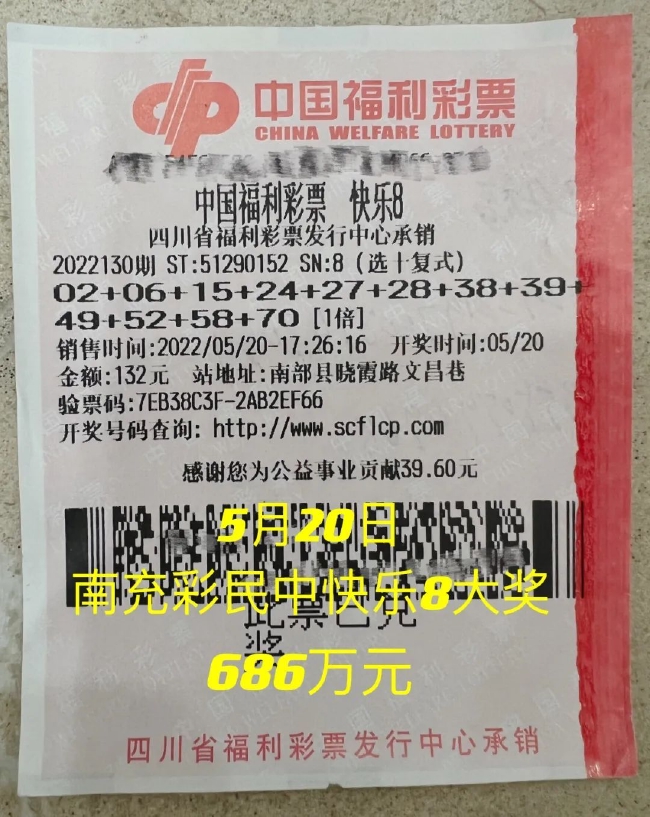 中国福利彩票
CHINA WELFARE LOTTERY
中国福利彩票 快乐8
四川省福利彩票发行中心承销
2022130期 ST:51290152 SN:8 (选十复式)
02+06+15+24+27+28+38+39+
49+52+58+70 [1倍]
销售时间:2022/05/20-17:26:16 开奖时间:05/20
金额:132元 站地址:南部县晓霞路文昌巷
验票码:7EB38C3F-2AB2EF66
开奖号码查询: http://www.scflcp.com
感谢您为公益事业贡献39.60元
5月20日
南充彩民中快乐8大奖
此票已兑
奖
686万元
四川省福利彩票发行中心承销